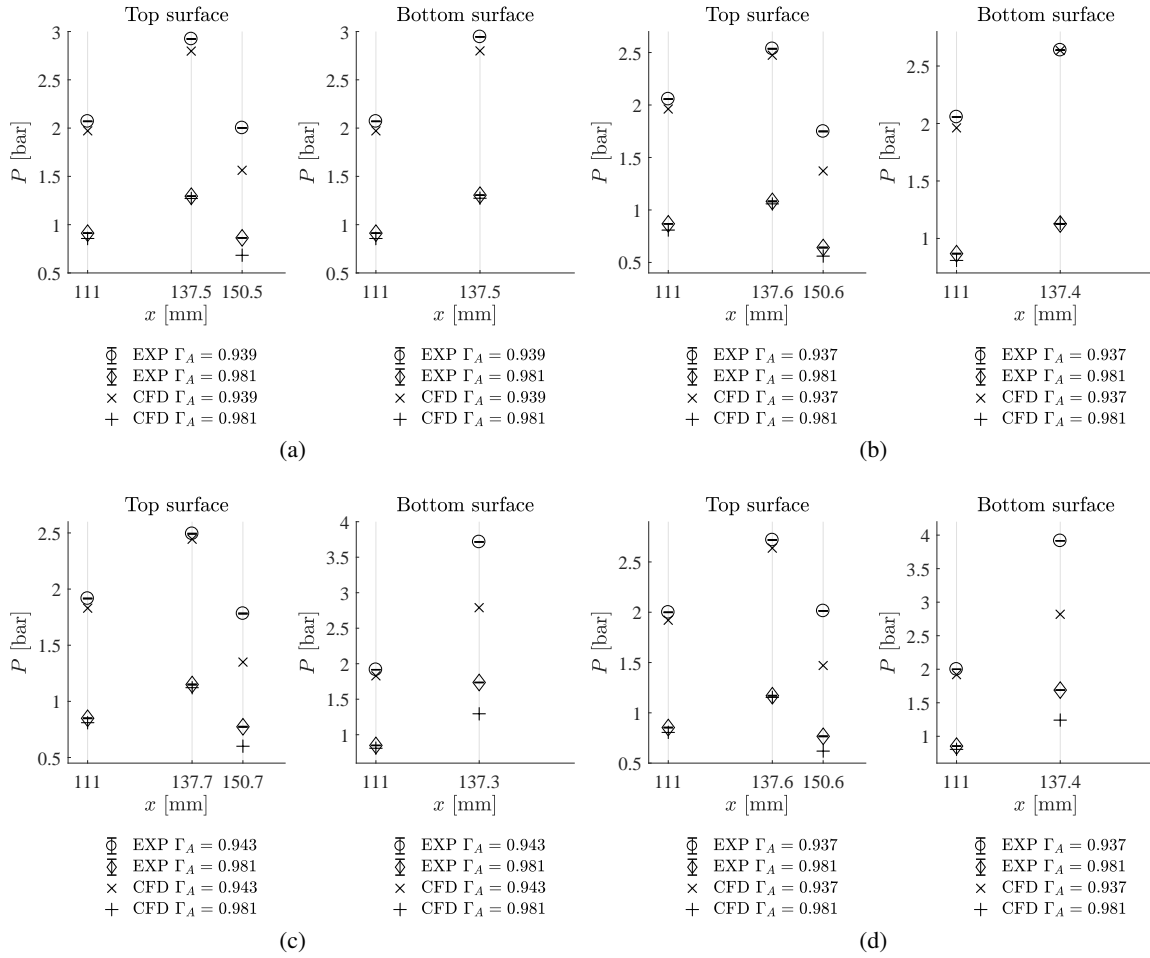 Top surface
Bottom surface
Top surface
Bottom surface
3
2.5
2
1.5
1
0.5
P [bar]
111
137.5
150.5
x [mm]
3
2.5
2
1.5
1
0.5
P [bar]
111
137.5
x [mm]
2.5
2
1.5
1
0.5
P [bar]
111
137.6
150.6
x [mm]
2.5
2
1.5
1
P [bar]
111
137.4
x [mm]
EXP Γ_A = 0.939
EXP Γ_A = 0.981
CFD Γ_A = 0.939
CFD Γ_A = 0.981
EXP Γ_A = 0.939
EXP Γ_A = 0.981
CFD Γ_A = 0.939
CFD Γ_A = 0.981
(a)
EXP Γ_A = 0.937
EXP Γ_A = 0.981
CFD Γ_A = 0.937
CFD Γ_A = 0.981
EXP Γ_A = 0.937
EXP Γ_A = 0.981
CFD Γ_A = 0.937
CFD Γ_A = 0.981
(b)
Top surface
Bottom surface
Top surface
Bottom surface
2.5
2
1.5
1
0.5
P [bar]
111
137.7
150.7
x [mm]
4
3.5
3
2.5
2
1.5
1
P [bar]
111
137.3
x [mm]
2.5
2
1.5
1
0.5
P [bar]
111
137.6
150.6
x [mm]
4
3.5
3
2.5
2
1.5
1
P [bar]
111
137.4
x [mm]
EXP Γ_A = 0.943
EXP Γ_A = 0.981
CFD Γ_A = 0.943
CFD Γ_A = 0.981
EXP Γ_A = 0.943
EXP Γ_A = 0.981
CFD Γ_A = 0.943
CFD Γ_A = 0.981
(c)
EXP Γ_A = 0.937
EXP Γ_A = 0.981
CFD Γ_A = 0.937
CFD Γ_A = 0.981
EXP Γ_A = 0.937
EXP Γ_A = 0.981
CFD Γ_A = 0.937
CFD Γ_A = 0.981
(d)